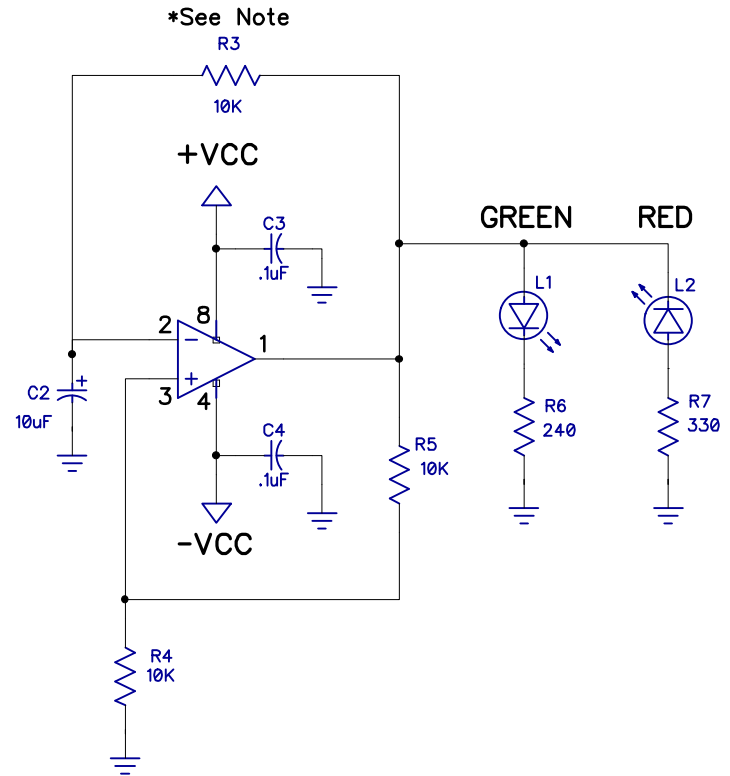 *See Note
R3
10K
+VCC
C3
.1uF
GREEN
RED
L1
L2
8
2
1
3
4
C2
+
10uF
R6
240
R7
330
C4
.1uF
R5
10K
-VCC
R4
10K